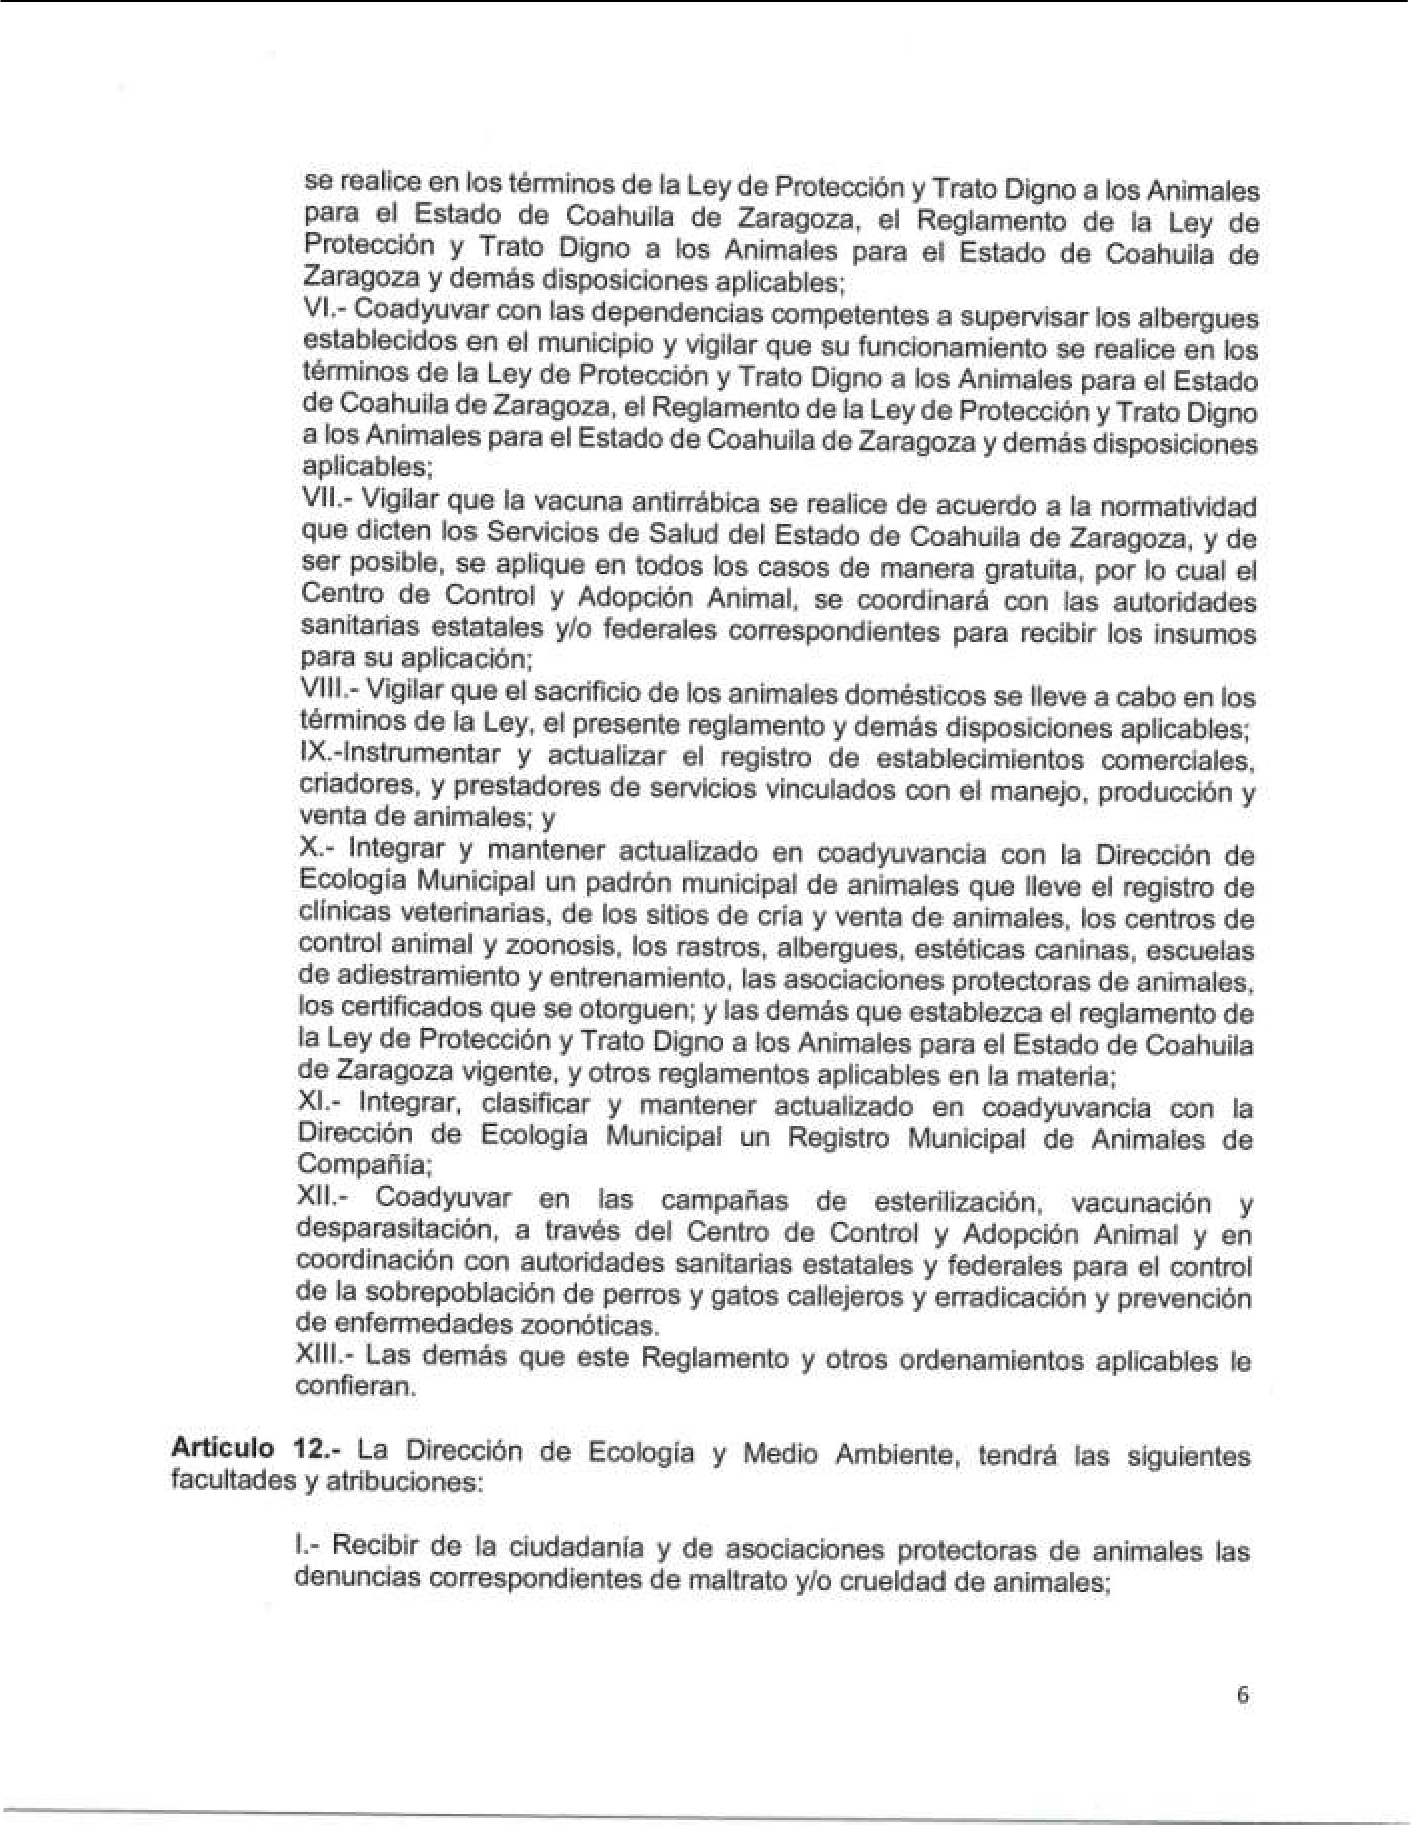 se realice en los términos de la Ley de Protección y Trato Digno a los Animales
para el Estado de Coahuila de Zaragoza, el Reglamento de la Ley de
Protección y Trato Digno a los Animales para el Estado de Coahuila de
Zaragoza y demás disposiciones aplicables;
VI.- Coadyuvar con las dependencias competentes a supervisar los albergues
establecidos en el municipio y vigilar que su funcionamiento se realice en los
términos de la Ley de Protección y Trato Digno a los Animales para el Estado
de Coahuila de Zaragoza, el Reglamento de la Ley de Protección y Trato Digno
a los Animales para el Estado de Coahuila de Zaragoza y demás disposiciones
aplicables;
VII.- Vigilar que la vacuna antirrábica se realice de acuerdo a la normatividad
que dicten los Servicios de Salud del Estado de Coahuila de Zaragoza, y de
ser posible, se aplique en todos los casos de manera gratuita, por lo cual el
Centro de Control y Adopción Animal, se coordinará con las autoridades
sanitarias estatales y/o federales correspondientes para recibir los insumos
para su aplicación;
VIII.- Vigilar que el sacrificio de los animales domésticos se lleve a cabo en los
términos de la Ley, el presente reglamento y demás disposiciones aplicables;
IX.-Instrumentar y actualizar el registro de establecimientos comerciales,
criadores, y prestadores de servicios vinculados con el manejo, producción y
venta de animales; y
X.- Integrar y mantener actualizado en coadyuvancia con la Dirección de
Ecología Municipal un padrón municipal de animales que lleve el registro de
clínicas veterinarias, de los sitios de cría y venta de animales, los centros de
control animal y zoonosis, los rastros, albergues, estéticas caninas, escuelas
de adiestramiento y entrenamiento, las asociaciones protectoras de animales,
los certificados que se otorguen; y las demás que establezca el reglamento de
la Ley de Protección y Trato Digno a los Animales para el Estado de Coahuila
de Zaragoza vigente, y otros reglamentos aplicables en la materia;
XI.- Integrar, clasificar y mantener actualizado en coadyuvancia con la
Dirección de Ecología Municipal un Registro Municipal de Animales de
Compañía;
XII.- Coadyuvar en las campañas de esterilización, vacunación y
desparasitación, a través del Centro de Control y Adopción Animal y en
coordinación con autoridades sanitarias estatales y federales para el control
de la sobrepoblación de perros y gatos callejeros y erradicación y prevención
de enfermedades zoonóticas.
XIII.- Las demás que este Reglamento y otros ordenamientos aplicables le
confieran.
Artículo 12.- La Dirección de Ecología y Medio Ambiente, tendrá las siguientes
facultades y atribuciones:
I.- Recibir de la ciudadanía y de asociaciones protectoras de animales las
denuncias correspondientes de maltrato y/o crueldad de animales;
6